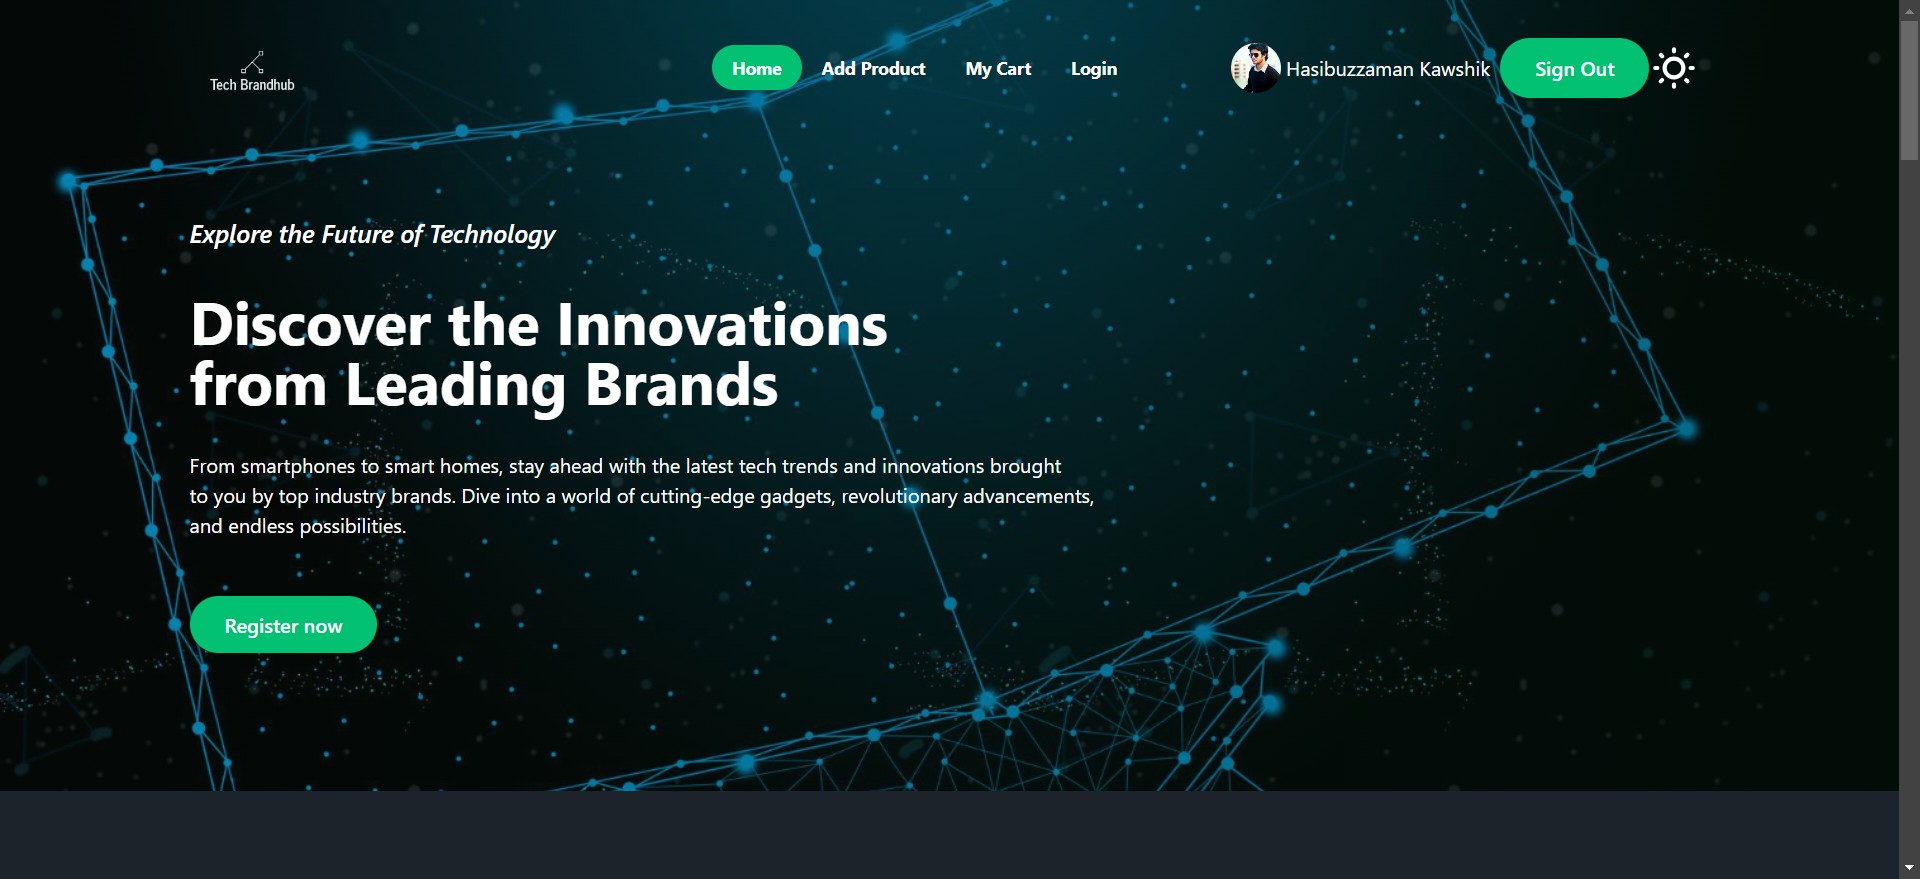 Tech Brandhub
Home
Add Product
My Cart
Login
Hasibuzzaman Kawshik
Sign Out
Explore the Future of Technology
Discover the Innovations
from Leading Brands
From smartphones to smart homes, stay ahead with the latest tech trends and innovations brought
to you by top industry brands. Dive into a world of cutting-edge gadgets, revolutionary advancements,
and endless possibilities.
Register now